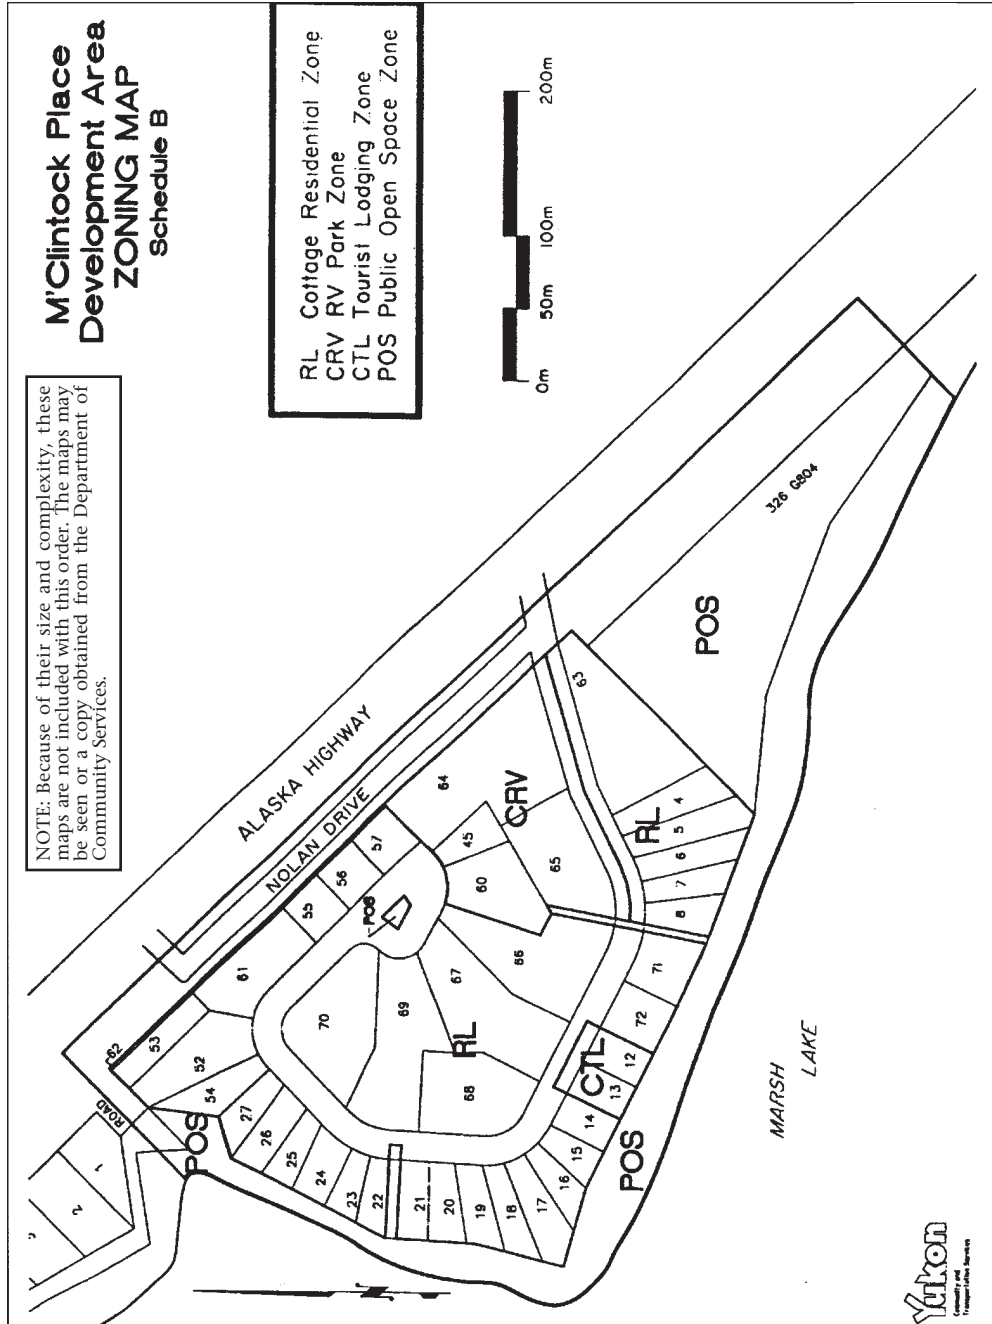 M'Clintock Place
Development Area
ZONING MAP
Schedule B
NOTE: Because of their size and complexity, these
maps are not included with this order. The maps may
be seen or a copy obtained from the Department of
Community Services.
RL Cottage Residential Zone
CRV RV Park Zone
CTL Tourist Lodging Zone
POS Public Open Space Zone
0m
50m
100m
200m
ALASKA HIGHWAY
NOLAN DRIVE
ROAD
326 G804
POS
63
64
CRV
57
45
56
60
65
55
POS
4
RL
5
6
7
8
61
66
67
69
70
71
72
RL
62
53
52
54
68
CTL
12
13
14
15
16
17
18
19
20
21
22
23
24
25
26
27
POS
POS
1
2
MARSH
LAKE
Yukon
Community and
Transportation Services